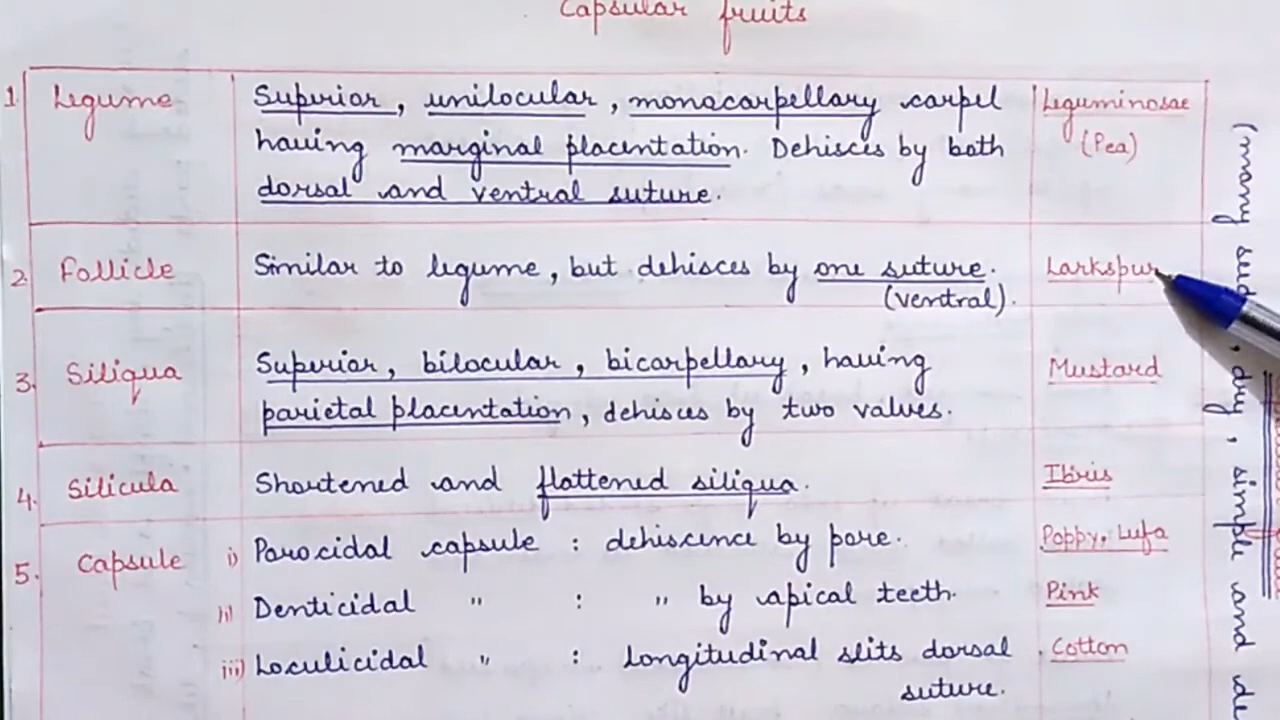 Capsular fruits
1. Legume Superior, unilocular, monocarpellary carpel Leguminosae
having marginal placentation. Dehisces by both (Pea)
dorsal and ventral suture.
2. Follicle Similar to legume, but dehisces by one suture. Larkspur
(ventral).
3. Siliqua Superior, bilocular, bicarpellary, having Mustard
parietal placentation, dehisces by two valves.
4. Silicula Shortened and flattened siliqua. Ibris
5. Capsule i) Porocidal capsule : dehiscence by pore. Poppy, Lufa
ii) Denticidal " : " by apical teeth. Pink
iii) Loculicidal " : Longitudinal slits dorsal Cotton
suture.
(many , dry, simple and